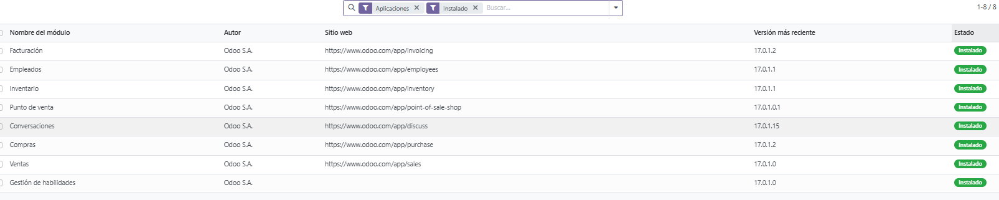 Aplicaciones Instalado Buscar... 1-8 / 8
Nombre del módulo Autor Sitio web Versión más reciente Estado
Facturación Odoo S.A. https://www.odoo.com/app/invoicing 17.0.1.2 Instalado
Empleados Odoo S.A. https://www.odoo.com/app/employees 17.0.1.1 Instalado
Inventario Odoo S.A. https://www.odoo.com/app/inventory 17.0.1.1 Instalado
Punto de venta Odoo S.A. https://www.odoo.com/app/point-of-sale-shop 17.0.1.0.1 Instalado
Conversaciones Odoo S.A. https://www.odoo.com/app/discuss 17.0.1.15 Instalado
Compras Odoo S.A. https://www.odoo.com/app/purchase 17.0.1.2 Instalado
Ventas Odoo S.A. https://www.odoo.com/app/sales 17.0.1.0 Instalado
Gestión de habilidades Odoo S.A. 17.0.1.0 Instalado